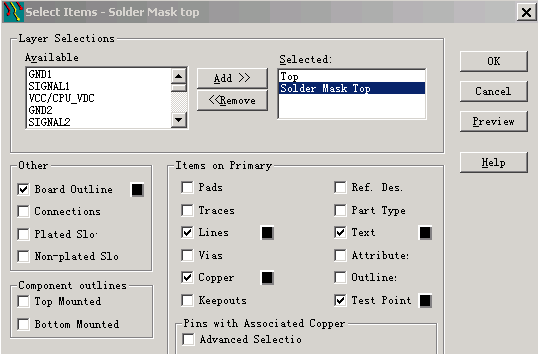 Select Items - Solder Mask top
Layer Selections
Available
GND1
SIGNAL1
VCC/CPU_VDC
GND2
SIGNAL2
Add >>
<<Remove
Selected:
Top
Solder Mask Top
OK
Cancel
Preview
Help
Other
Board Outline
Connections
Plated Slo·
Non-plated Slo
Component outlines
Top Mounted
Bottom Mounted
Items on Primary
Pads
Traces
Lines
Vias
Copper
Keepouts
Ref. Des.
Part Type
Text
Attribute:
Outline:
Test Point
Pins with Associated Copper
Advanced Selectio